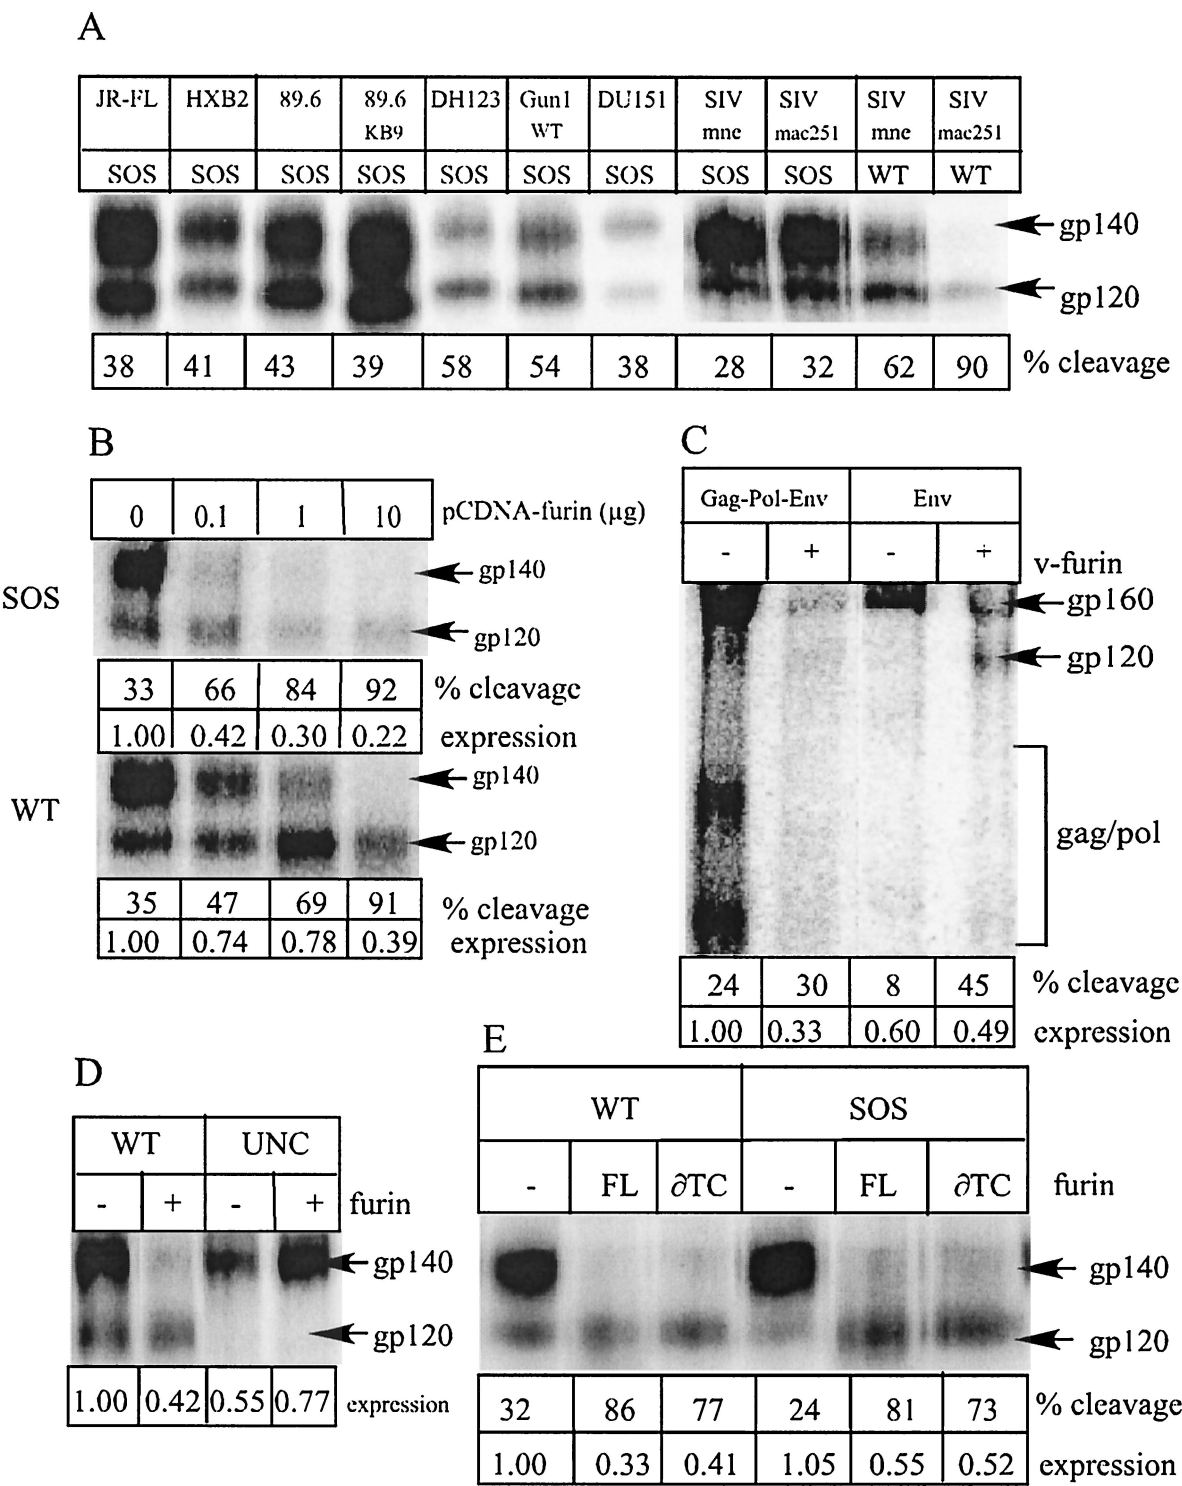 A
JR-FL HXB2 89.6 89.6 KB9 DH123 Gun1 WT DU151 SIV mnc SIV mac251 SIV mnc SIV mac251
SOS SOS SOS SOS SOS SOS SOS SOS SOS WT WT
gp140
gp120
38 41 43 39 58 54 38 28 32 62 90 % cleavage
B
0 0.1 1 10 pCDNA-furin (µg)
SOS
gp140
gp120
33 66 84 92 % cleavage
1.00 0.42 0.30 0.22 expression
WT
gp140
gp120
35 47 69 91 % cleavage
1.00 0.74 0.78 0.39 expression
C
Gag-Pol-Env Env
- + - + v-furin
gp160
gp120
gag/pol
24 30 8 45 % cleavage
1.00 0.33 0.60 0.49 expression
D
WT UNC
- + - + furin
gp140
gp120
1.00 0.42 0.55 0.77 expression
E
WT SOS
- FL ∂TC - FL ∂TC furin
gp140
gp120
32 86 77 24 81 73 % cleavage
1.00 0.33 0.41 1.05 0.55 0.52 expression